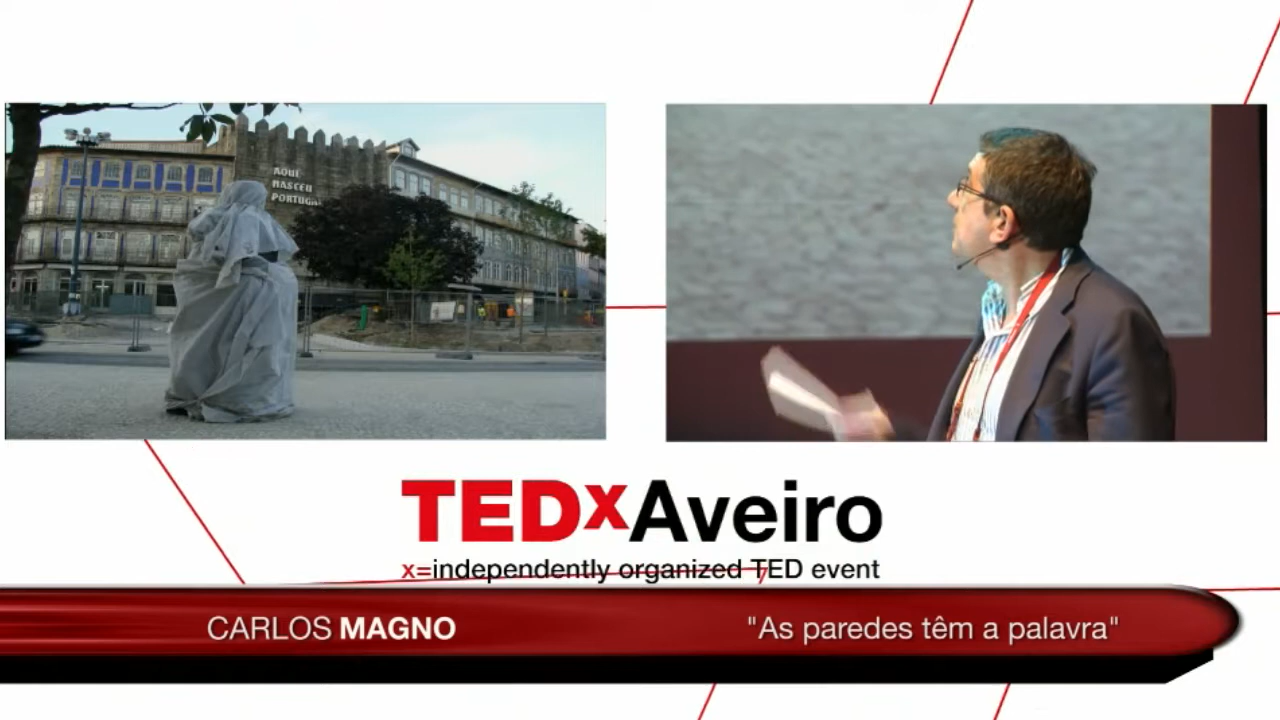 AQUI
NASCEU
PORTUGAL
TEDxAveiro
x=independently organized TED event
CARLOS MAGNO
"As paredes têm a palavra"